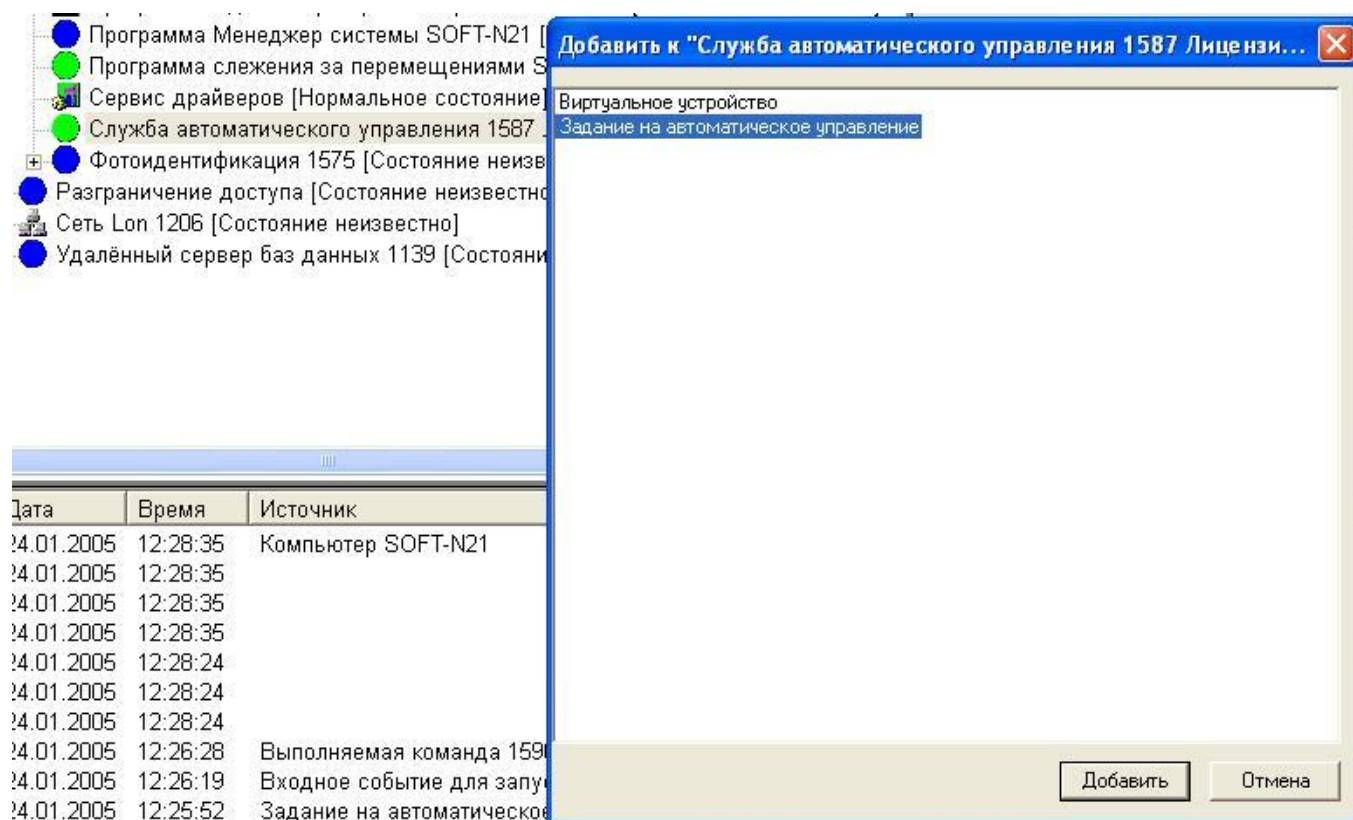 Программа Менеджер системы SOFT-N21 [
Программа слежения за перемещениями S
Сервис драйверов [Нормальное состояние]
Служба автоматического управления 1587
Фотоидентификация 1575 [Состояние неизв
Разграничение доступа [Состояние неизвестно
Сеть Lon 1206 [Состояние неизвестно]
Удалённый сервер баз данных 1139 [Состояни
Добавить к "Служба автоматического управления 1587 Лицензи...
Виртуальное устройство
Задание на автоматическое управление
Дата Время Источник
24.01.2005 12:28:35 Компьютер SOFT-N21
24.01.2005 12:28:35
24.01.2005 12:28:35
24.01.2005 12:28:35
24.01.2005 12:28:24
24.01.2005 12:28:24
24.01.2005 12:28:24
24.01.2005 12:26:28 Выполняемая команда 159
24.01.2005 12:26:19 Входное событие для запу
24.01.2005 12:25:52 Задание на автоматическое
Добавить Отмена